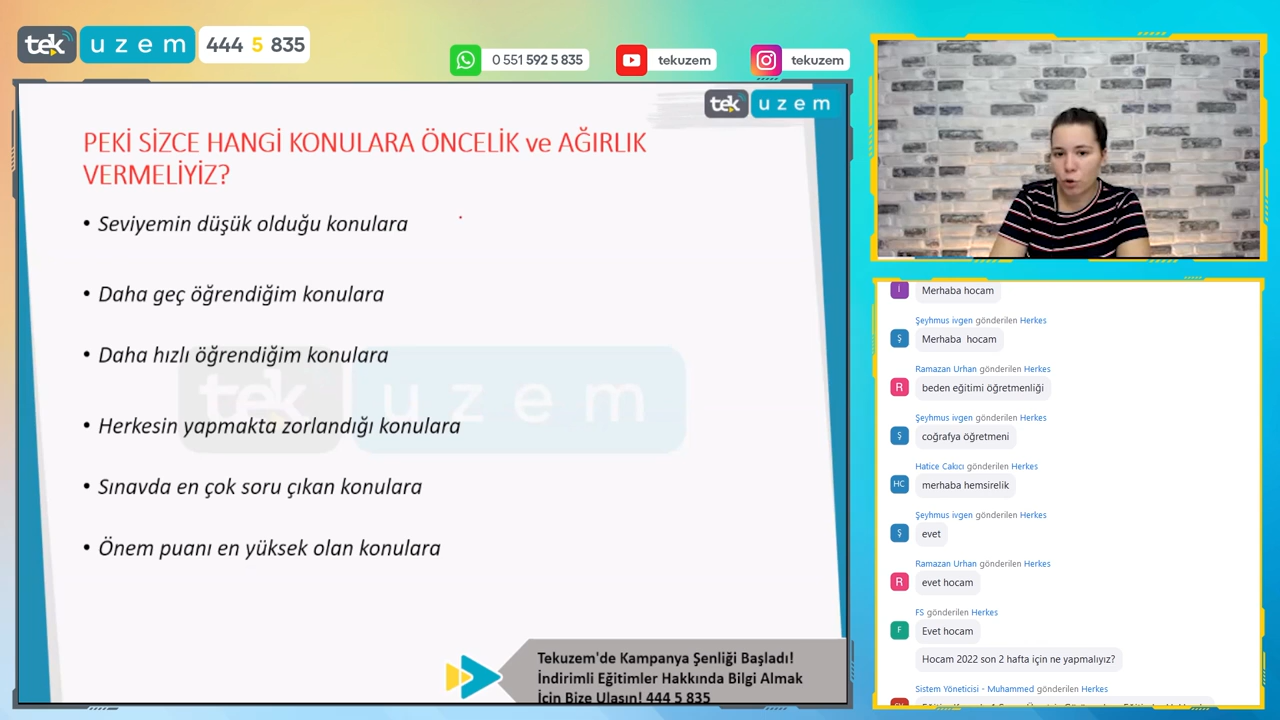 tek uzem 444 5 835
0 551 592 5 835
tekuzem
tekuzem
tek uzem
PEKİ SİZCE HANGİ KONULARA ÖNCELİK ve AĞIRLIK
VERMELİYİZ?
• Seviyemin düşük olduğu konulara
• Daha geç öğrendiğim konulara
• Daha hızlı öğrendiğim konulara
tek uzem
• Herkesin yapmakta zorlandığı konulara
• Sınavda en çok soru çıkan konulara
• Önem puanı en yüksek olan konulara
Tekuzem'de Kampanya Şenliği Başladı!
İndirimli Eğitimler Hakkında Bilgi Almak
İçin Bize Ulaşın! 444 5 835
I
Merhaba hocam
Şeyhmus ivgen gönderilen Herkes
Ş
Merhaba hocam
Ramazan Urhan gönderilen Herkes
R
beden eğitimi öğretmenliği
Şeyhmus ivgen gönderilen Herkes
Ş
coğrafya öğretmeni
Hatice Cakıcı gönderilen Herkes
HC
merhaba hemsirelik
Şeyhmus ivgen gönderilen Herkes
Ş
evet
Ramazan Urhan gönderilen Herkes
R
evet hocam
FS gönderilen Herkes
F
Evet hocam
Hocam 2022 son 2 hafta için ne yapmalıyız?
Sistem Yöneticisi - Muhammed gönderilen Herkes